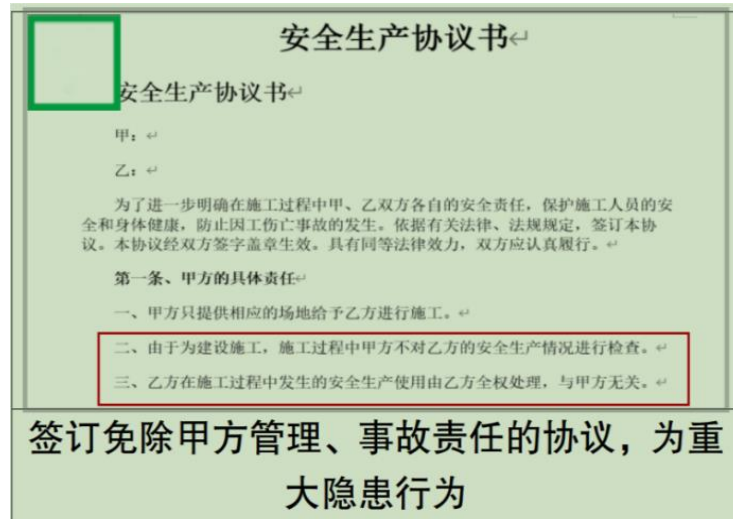 安全生产协议书
安全生产协议书
甲：
乙：
为了进一步明确在施工过程中甲、乙双方各自的安全责任，保护施工人员的安
全和身体健康，防止因工伤亡事故的发生。依据有关法律、法规规定，签订本协
议。本协议经双方签字盖章生效。具有同等法律效力，双方应认真履行。
第一条、甲方的具体责任
一、甲方只提供相应的场地给予乙方进行施工。
二、由于为建设施工，施工过程中甲方不对乙方的安全生产情况进行检查。
三、乙方在施工过程中发生的安全生产使用由乙方全权处理，与甲方无关。
签订免除甲方管理、事故责任的协议，为重
大隐患行为